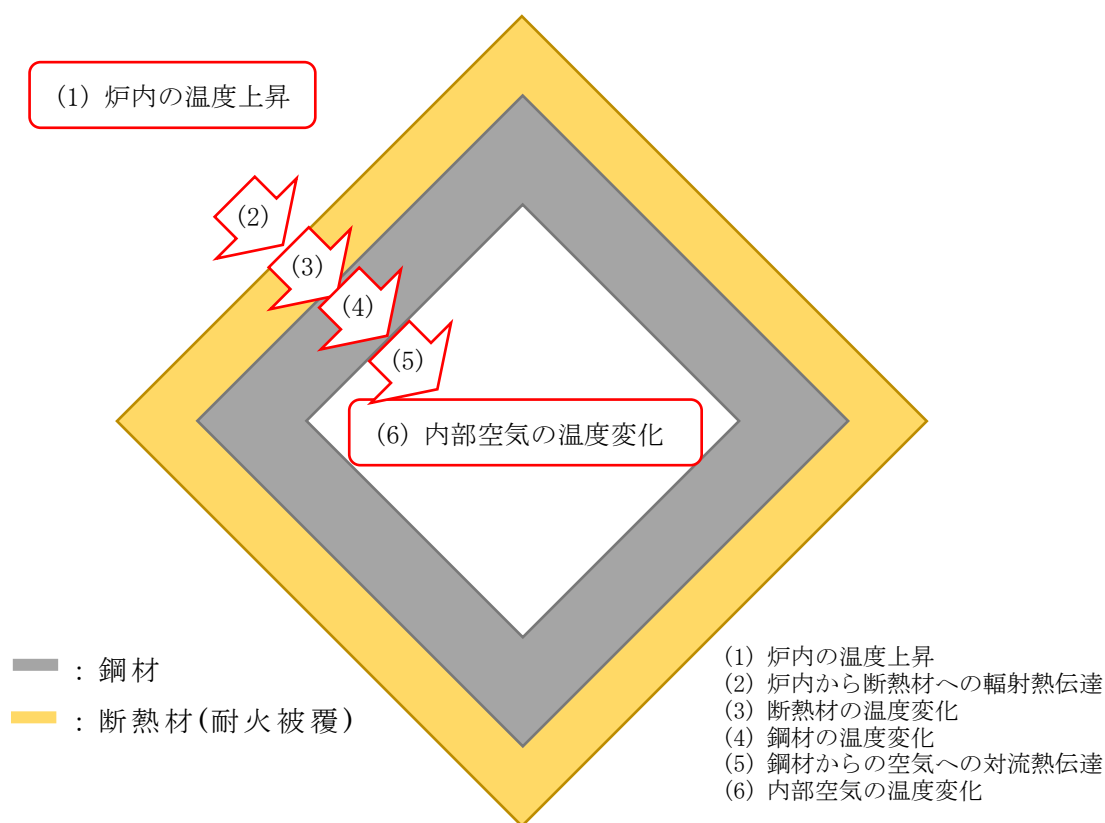 (1) 炉内の温度上昇
(2)
(3)
(4)
(5)
(6) 内部空気の温度変化
: 鋼材
: 断熱材(耐火被覆)
(1) 炉内の温度上昇
(2) 炉内から断熱材への輻射熱伝達
(3) 断熱材の温度変化
(4) 鋼材の温度変化
(5) 鋼材からの空気への対流熱伝達
(6) 内部空気の温度変化